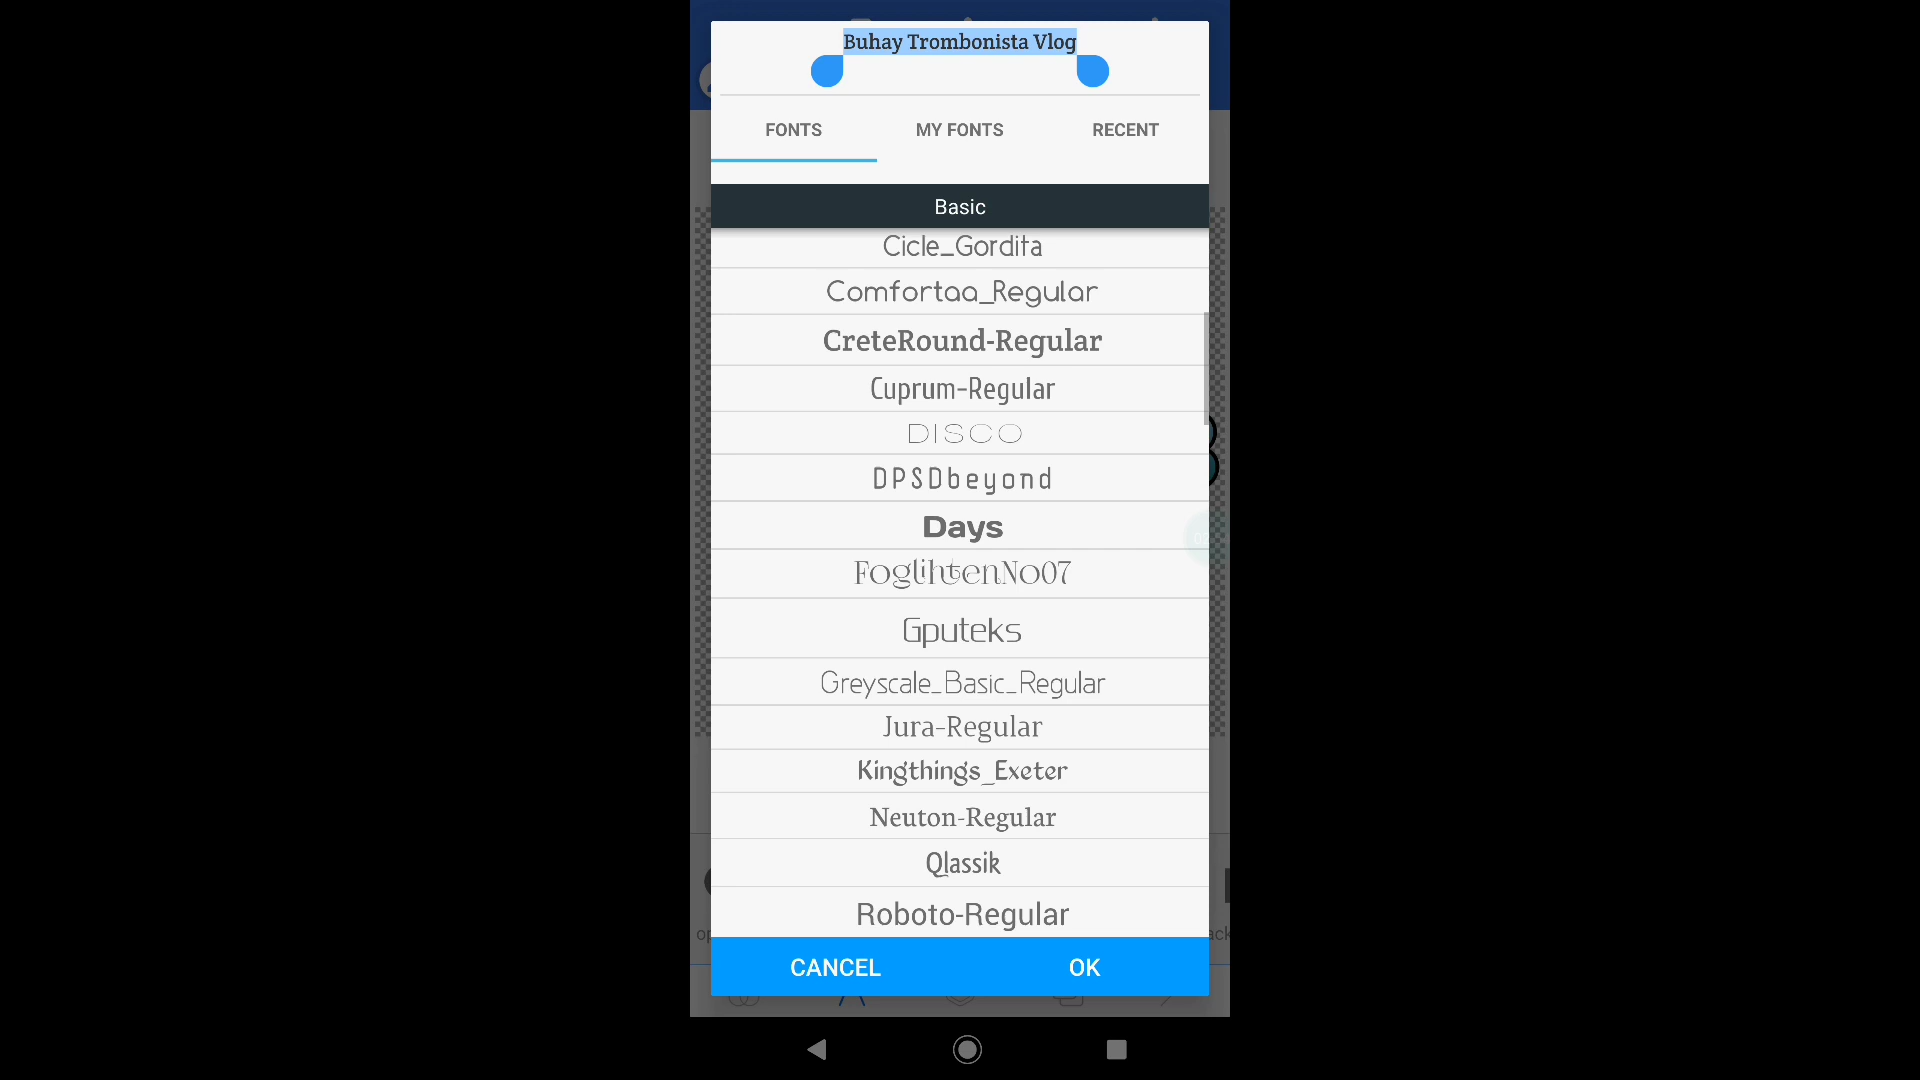 Buhay Trombonista Vlog
FONTS MY FONTS RECENT
Basic
Cicle_Gordita
Comfortaa_Regular
CreteRound-Regular
Cuprum-Regular
DISCO
DPSDbeyond
Days
FoglihtenNo07
Gputeks
Greyscale_Basic_Regular
Jura-Regular
Kingthings_Exeter
Neuton-Regular
Qlassik
Roboto-Regular
CANCEL OK